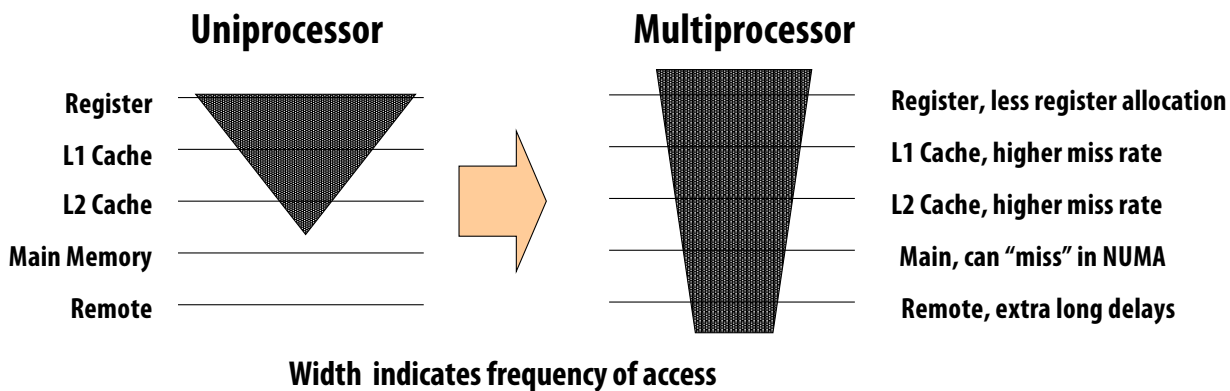 Uniprocessor
Multiprocessor
Register
L1 Cache
L2 Cache
Main Memory
Remote
Register, less register allocation
L1 Cache, higher miss rate
L2 Cache, higher miss rate
Main, can “miss” in NUMA
Remote, extra long delays
Width indicates frequency of access